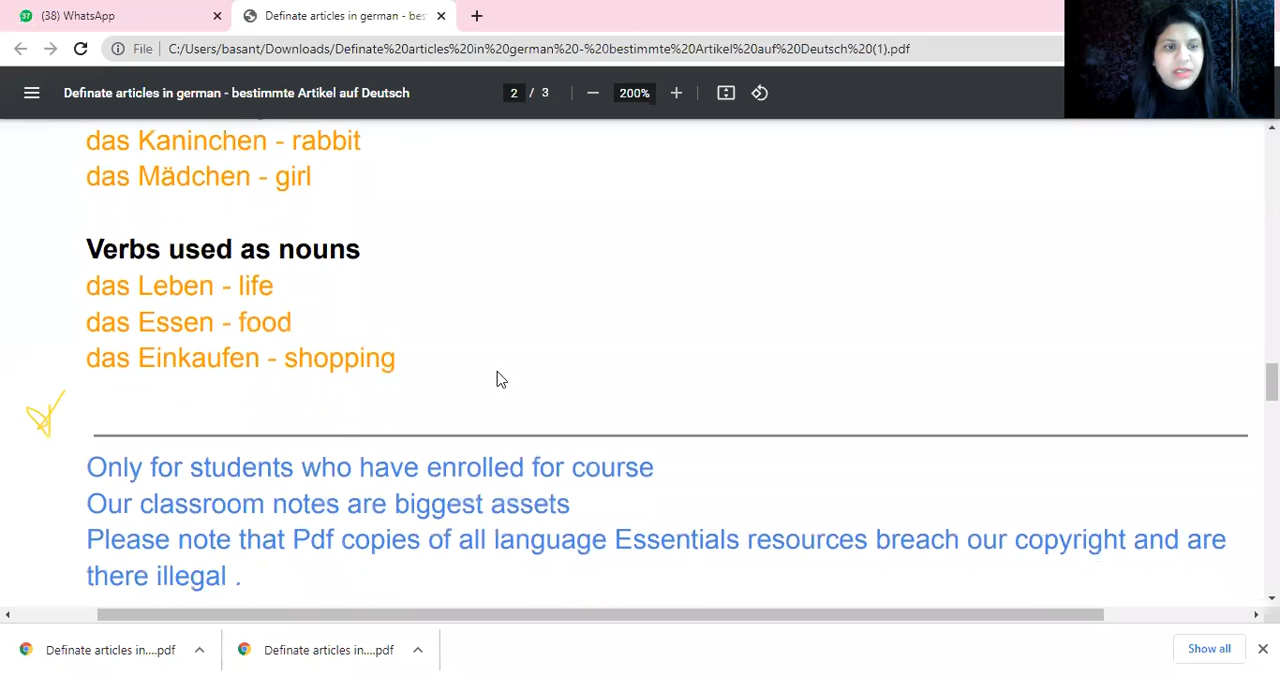 37 (38) WhatsApp
Definate articles in german - bes
File C:/Users/basant/Downloads/Definate%20articles%20in%20german%20-%20bestimmte%20Artikel%20auf%20Deutsch%20(1).pdf
Definate articles in german - bestimmte Artikel auf Deutsch 2 / 3 200%
das Kaninchen - rabbit
das Mädchen - girl
Verbs used as nouns
das Leben - life
das Essen - food
das Einkaufen - shopping
Only for students who have enrolled for course
Our classroom notes are biggest assets
Please note that Pdf copies of all language Essentials resources breach our copyright and are
there illegal .
Definate articles in....pdf Definate articles in....pdf Show all